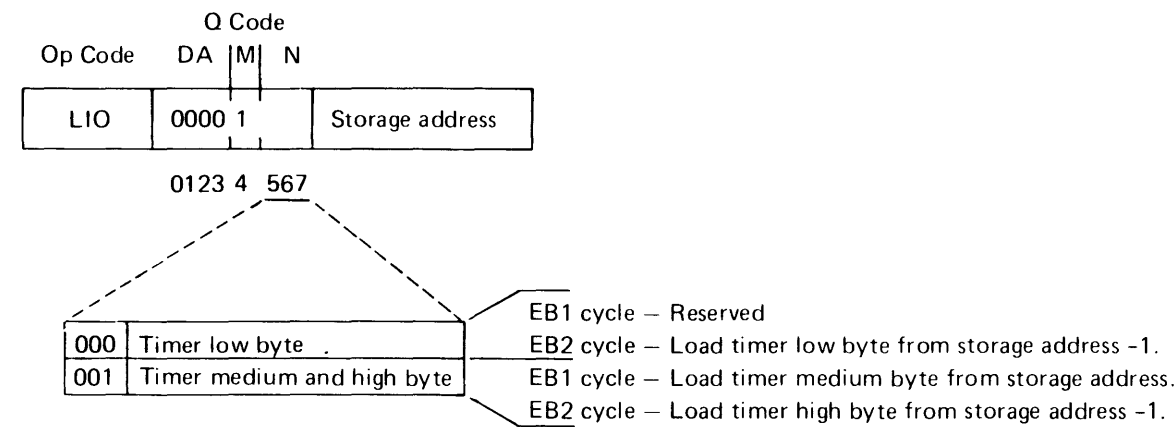 Q Code
Op Code DA M N
LIO 0000 1 Storage address
0123 4 567
EB1 cycle — Reserved
000 Timer low byte .
EB2 cycle — Load timer low byte from storage address -1.
001 Timer medium and high byte
EB1 cycle — Load timer medium byte from storage address.
EB2 cycle — Load timer high byte from storage address -1.